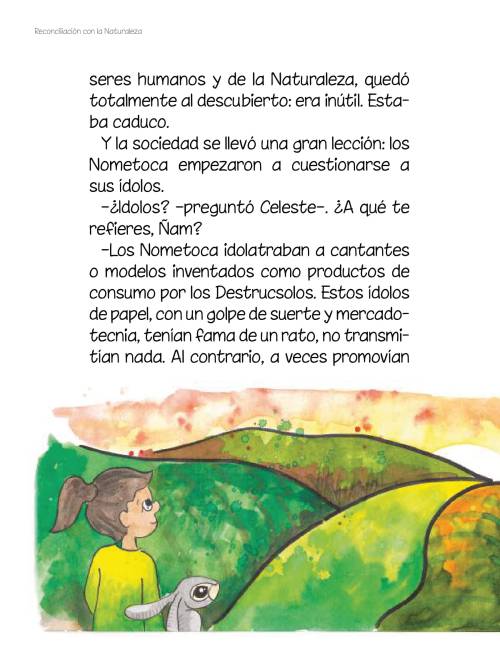 Reconciliación con la Naturaleza
seres humanos y de la Naturaleza, quedó
totalmente al descubierto: era inútil. Esta-
ba caduco.
Y la sociedad se llevó una gran lección: los
Nometoca empezaron a cuestionarse a
sus ídolos.
–¿Idolos? –preguntó Celeste–. ¿A qué te
refieres, Ñam?
–Los Nometoca idolatraban a cantantes
o modelos inventados como productos de
consumo por los Destrucsolos. Estos ídolos
de papel, con un golpe de suerte y mercado-
tecnia, tenían fama de un rato, no transmi-
tían nada. Al contrario, a veces promovían